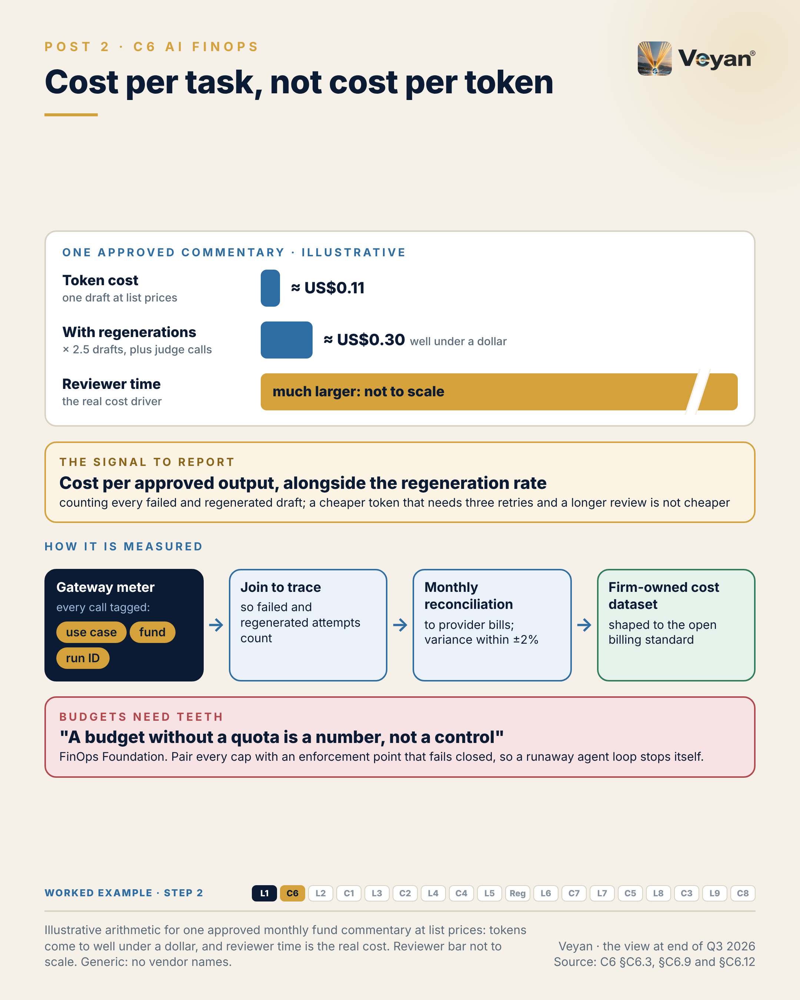 POST 2 · C6 AI FINOPS
Veyan®
Cost per task, not cost per token
ONE APPROVED COMMENTARY · ILLUSTRATIVE
Token cost
one draft at list prices
≈ US$0.11
With regenerations
× 2.5 drafts, plus judge calls
≈ US$0.30 well under a dollar
Reviewer time
the real cost driver
much larger: not to scale
THE SIGNAL TO REPORT
Cost per approved output, alongside the regeneration rate
counting every failed and regenerated draft; a cheaper token that needs three retries and a longer review is not cheaper
HOW IT IS MEASURED
Gateway meter
every call tagged:
use case fund
run ID
→
Join to trace
so failed and
regenerated attempts
count
→
Monthly
reconciliation
to provider bills;
variance within ±2%
→
Firm-owned cost
dataset
shaped to the open
billing standard
BUDGETS NEED TEETH
"A budget without a quota is a number, not a control"
FinOps Foundation. Pair every cap with an enforcement point that fails closed, so a runaway agent loop stops itself.
WORKED EXAMPLE · STEP 2
L1 C6 L2 C1 L3 C2 L4 C4 L5 Reg L6 C7 L7 C5 L8 C3 L9 C8
Illustrative arithmetic for one approved monthly fund commentary at list prices: tokens
come to well under a dollar, and reviewer time is the real cost. Reviewer bar not to
scale. Generic: no vendor names.
Veyan · the view at end of Q3 2026
Source: C6 §C6.3, §C6.9 and §C6.12